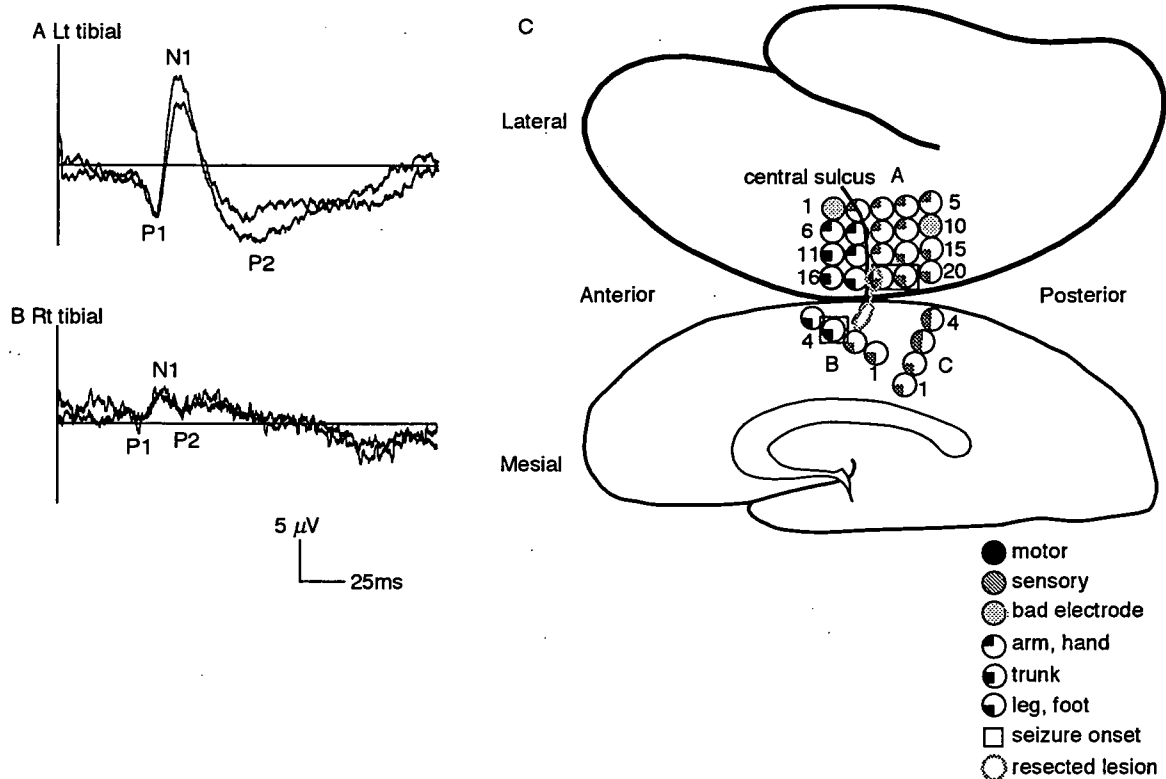 A Lt tibial
N1
P1
P2
B Rt tibial
N1
P1
P2
5 μV
25ms
C
Lateral
central sulcus
A
1
5
6
10
11
15
16
20
Anterior
Posterior
4
B
1
4
C
1
Mesial
motor
sensory
bad electrode
arm, hand
trunk
leg, foot
seizure onset
resected lesion